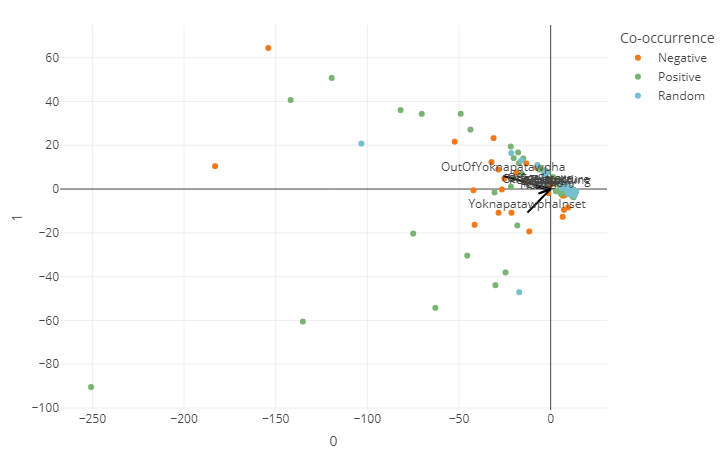 Co-occurrence
Negative
Positive
Random
60
40
20
0
−20
−40
−60
−80
−100
1
OutOfYoknapatawpha
YoknapatawphaInset
−250
−200
−150
−100
−50
0
0